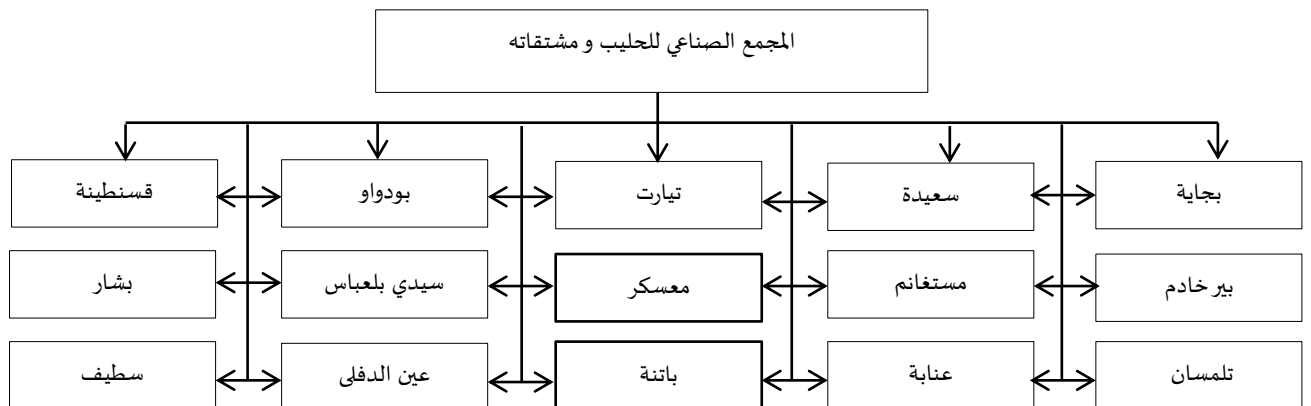 المجمع الصناعي للحليب و مشتقاته
بجاية
سعيدة
تيارت
بودواو
قسنطينة
بير خادم
مستغانم
معسكر
سيدي بلعباس
بشار
تلمسان
عنابة
باتنة
عين الدفلى
سطيف